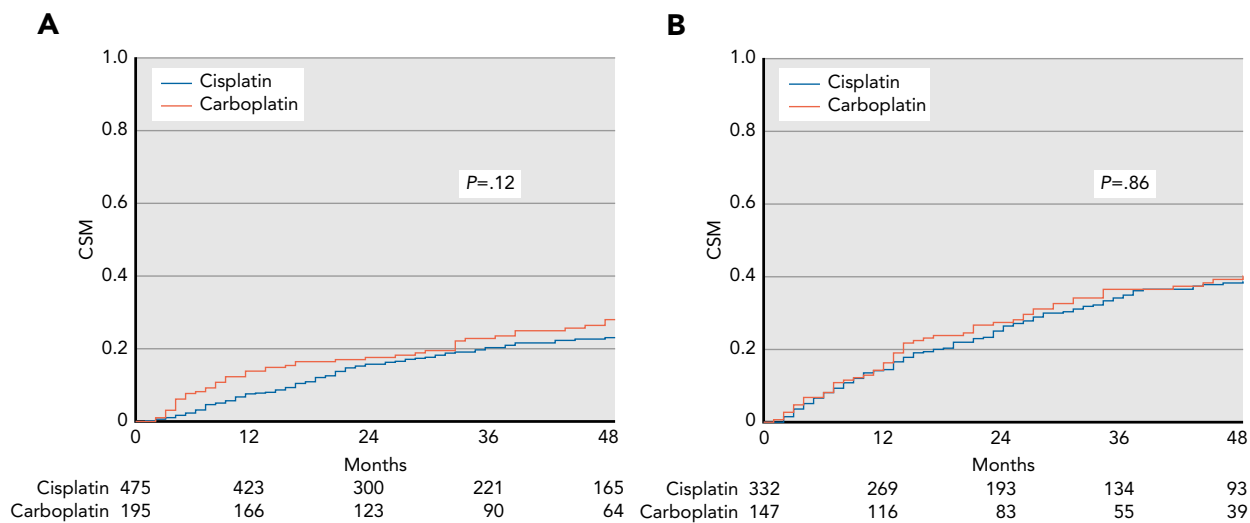 A
1.0
0.8
0.6
0.4
0.2
0
CSM
Cisplatin
Carboplatin
P=.12
0 12 24 36 48
Months
Cisplatin 475 423 300 221 165
Carboplatin 195 166 123 90 64
B
1.0
0.8
0.6
0.4
0.2
0
CSM
Cisplatin
Carboplatin
P=.86
0 12 24 36 48
Months
Cisplatin 332 269 193 134 93
Carboplatin 147 116 83 55 39